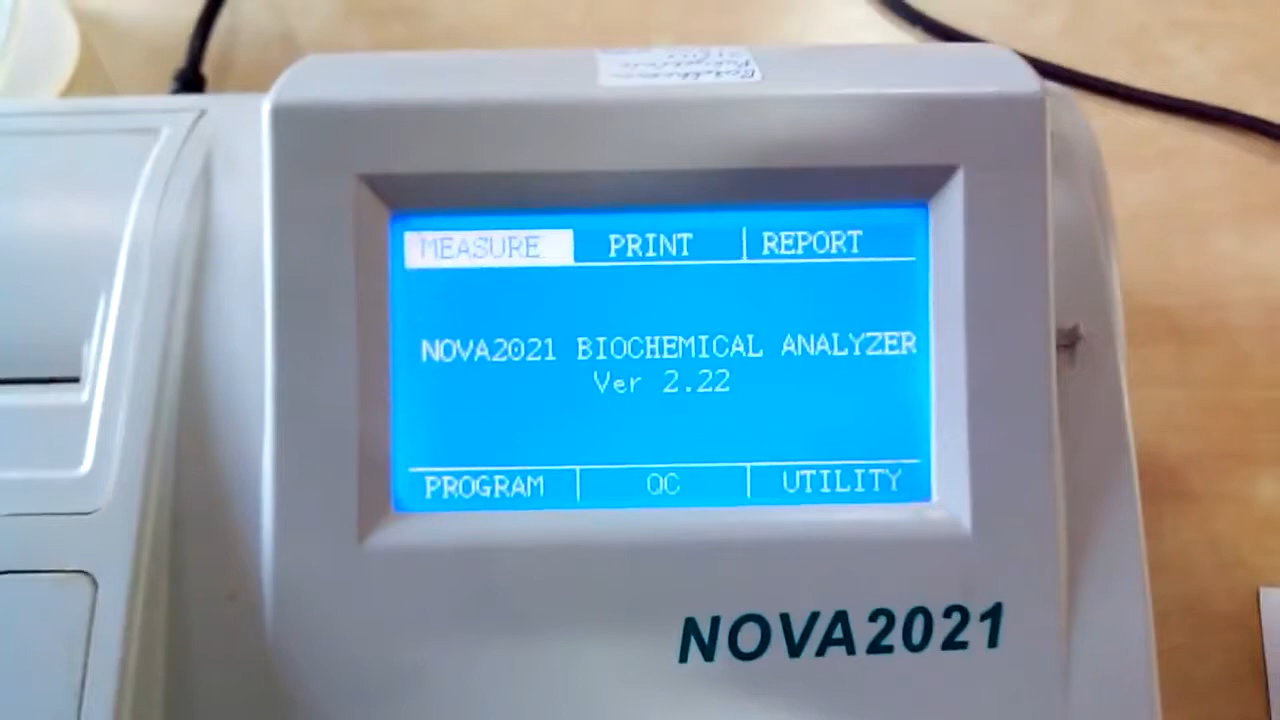 MEASURE PRINT REPORT
NOVA2021 BIOCHEMICAL ANALYZER
Ver 2.22
PROGRAM QC UTILITY
NOVA2021